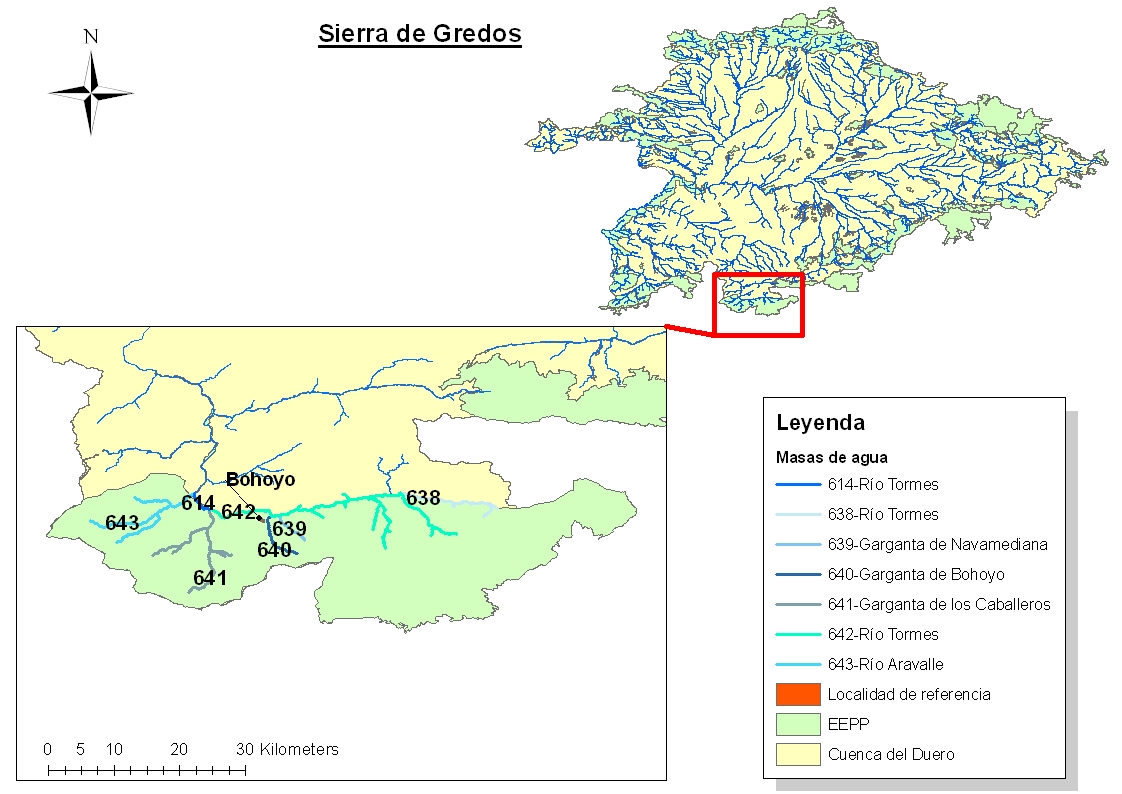 N
Sierra de Gredos
Bohoyo
614
642
638
643
639
640
641
0 5 10 20 30 Kilometers
Leyenda
Masas de agua
614-Río Tormes
638-Río Tormes
639-Garganta de Navamediana
640-Garganta de Bohoyo
641-Garganta de los Caballeros
642-Río Tormes
643-Río Aravalle
Localidad de referencia
EEPP
Cuenca del Duero